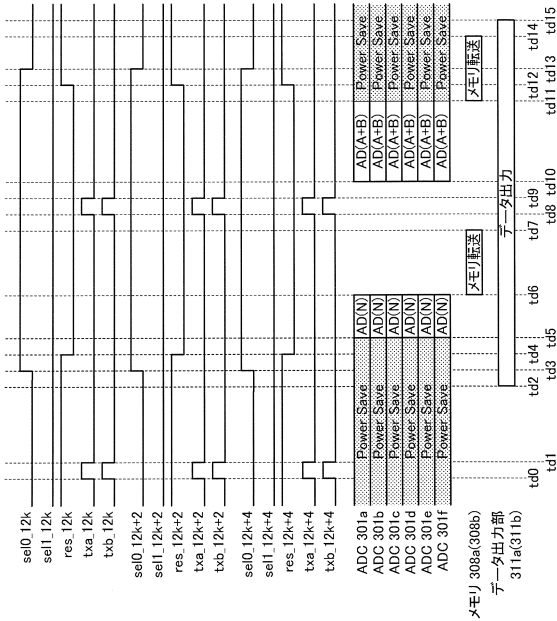 sel0_12k
sel1_12k
res_12k
txa_12k
txb_12k
sel0_12k+2
sel1_12k+2
res_12k+2
txa_12k+2
txb_12k+2
sel0_12k+4
sel1_12k+4
res_12k+4
txa_12k+4
txb_12k+4
ADC 301a Power Save AD(N) AD(A+B) Power Save
ADC 301b Power Save AD(N) AD(A+B) Power Save
ADC 301c Power Save AD(N) AD(A+B) Power Save
ADC 301d Power Save AD(N) AD(A+B) Power Save
ADC 301e Power Save AD(N) AD(A+B) Power Save
ADC 301f Power Save AD(N) AD(A+B) Power Save
メモリ 308a(308b) メモリ転送 メモリ転送
データ出力部
311a(311b) データ出力
td0 td1 td2 td3 td4 td5 td6 td7 td8 td9 td10 td11 td12 td13 td14 td15